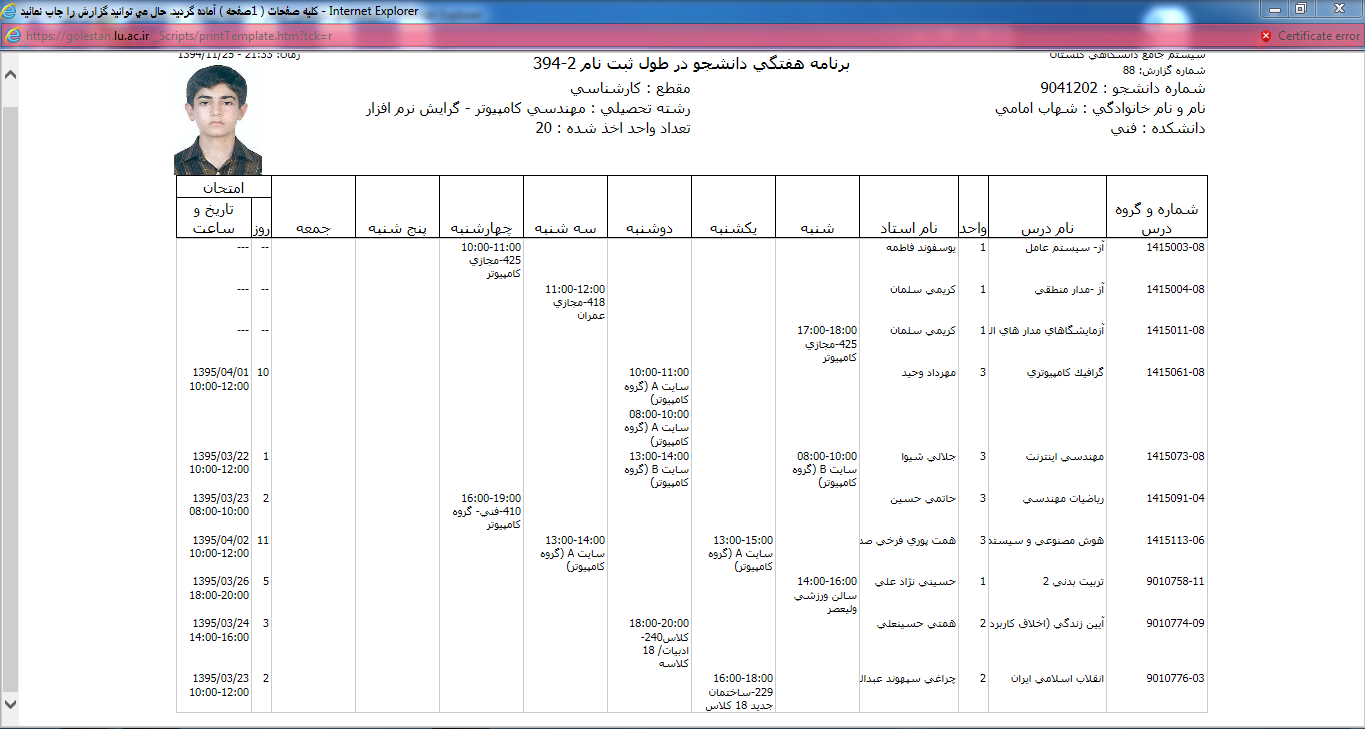 کلیه صفحات ( 1صفحه ) آماده گردید. حال می توانید گزارش را چاپ نمائید - Internet Explorer
https://golestan.lu.ac.ir _Scripts/printTemplate.htm?tck=r
Certificate error
سيستم جامع دانشگاهي گلستان
برنامه هفتگي دانشجو در طول ثبت نام 2-394
زمان: 21:33 - 1394/11/25
شماره گزارش: 88
شماره دانشجو : 9041202
مقطع : كارشناسي
نام و نام خانوادگي : شهاب امامي
رشته تحصيلي : مهندسي كامپيوتر - گرايش نرم افزار
دانشكده : فني
تعداد واحد اخذ شده : 20
شماره و گروه درس نام درس واحد نام استاد شنبه يكشنبه دوشنبه سه شنبه چهارشنبه پنج شنبه جمعه امتحان
روز تاريخ و ساعت
1415003-08 آز- سيستم عامل 1 يوسفوند فاطمه 10:00-11:00 -- ---
425-مجازي
كامپيوتر
1415004-08 آز -مدار منطقي 1 كريمي سلمان 11:00-12:00 -- ---
418-مجازي
عمران
1415011-08 آزمايشگاهاي مدار هاي ال 1 كريمي سلمان 17:00-18:00 -- ---
425-مجازي
كامپيوتر
1415061-08 گرافيك كامپيوتري 3 مهرداد وحيد 10:00-11:00 10 1395/04/01
سايت A (گروه 10:00-12:00
كامپيوتر)
08:00-10:00
سايت A (گروه
كامپيوتر)
1415073-08 مهندسي اينترنت 3 جلالي شيوا 08:00-10:00 13:00-14:00 1 1395/03/22
سايت B (گروه سايت B (گروه 10:00-12:00
كامپيوتر) كامپيوتر)
1415091-04 رياضيات مهندسي 3 حاتمي حسين 16:00-19:00 2 1395/03/23
410-فني- گروه 08:00-10:00
كامپيوتر
1415113-06 هوش مصنوعي و سيستم 3 همت پوري فرخي صد 13:00-15:00 13:00-14:00 11 1395/04/02
سايت A (گروه سايت A (گروه 10:00-12:00
كامپيوتر) كامپيوتر)
9010758-11 تربيت بدني 2 1 حسيني نژاد علي 14:00-16:00 5 1395/03/26
سالن ورزشي 18:00-20:00
وليعصر
9010774-09 آيين زندگي (اخلاق كاربرد 2 همتي حسينعلي 18:00-20:00 3 1395/03/24
كلاس240- 14:00-16:00
ادبيات/ 18
كلاسه
9010776-03 انقلاب اسلامي ايران 2 چراغي سپهوند عبدال 16:00-18:00 2 1395/03/23
229-ساختمان 10:00-12:00
جديد 18 كلاس